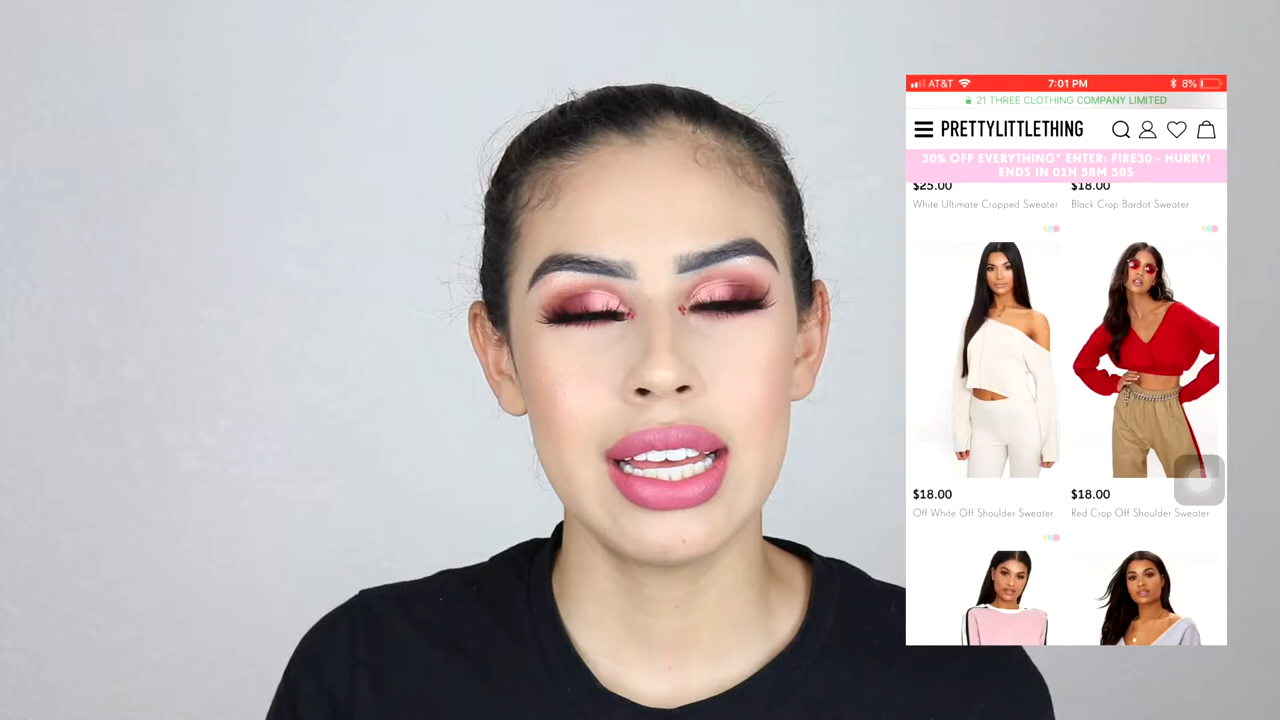 AT&T 7:01 PM 8%
21 THREE CLOTHING COMPANY LIMITED
PRETTYLITTLETHING
30% OFF EVERYTHING* ENTER: FIRE30 - HURRY!
ENDS IN 01H 58M 58S
$25.00 $18.00
White Ultimate Cropped Sweater Black Crop Bardot Sweater
$18.00 $18.00
Off White Off Shoulder Sweater Red Crop Off Shoulder Sweater